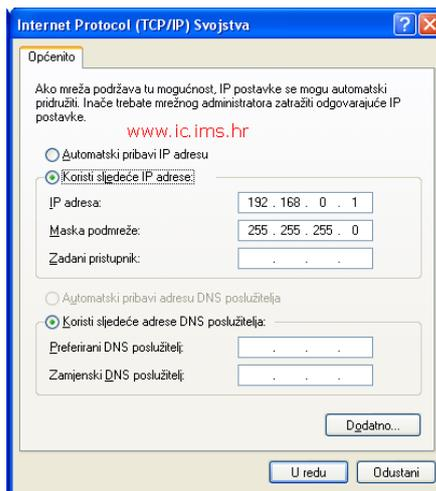 Internet Protocol (TCP/IP) Svojstva
Općenito
Ako mreža podržava tu mogućnost, IP postavke se mogu automatski
pridružiti. Inače trebate mrežnog administratora zatražiti odgovarajuće IP
postavke.
www.ic.ims.hr
Automatski pribavi IP adresu
Koristi sljedeće IP adrese:
IP adresa: 192 . 168 . 0 . 1
Maska podmreže: 255 . 255 . 255 . 0
Zadani pristupnik: . . .
Automatski pribavi adresu DNS poslužitelja
Koristi sljedeće adrese DNS poslužitelja:
Preferirani DNS poslužitelj: . . .
Zamjenski DNS poslužitelj: . . .
Dodatno...
U redu Odustani